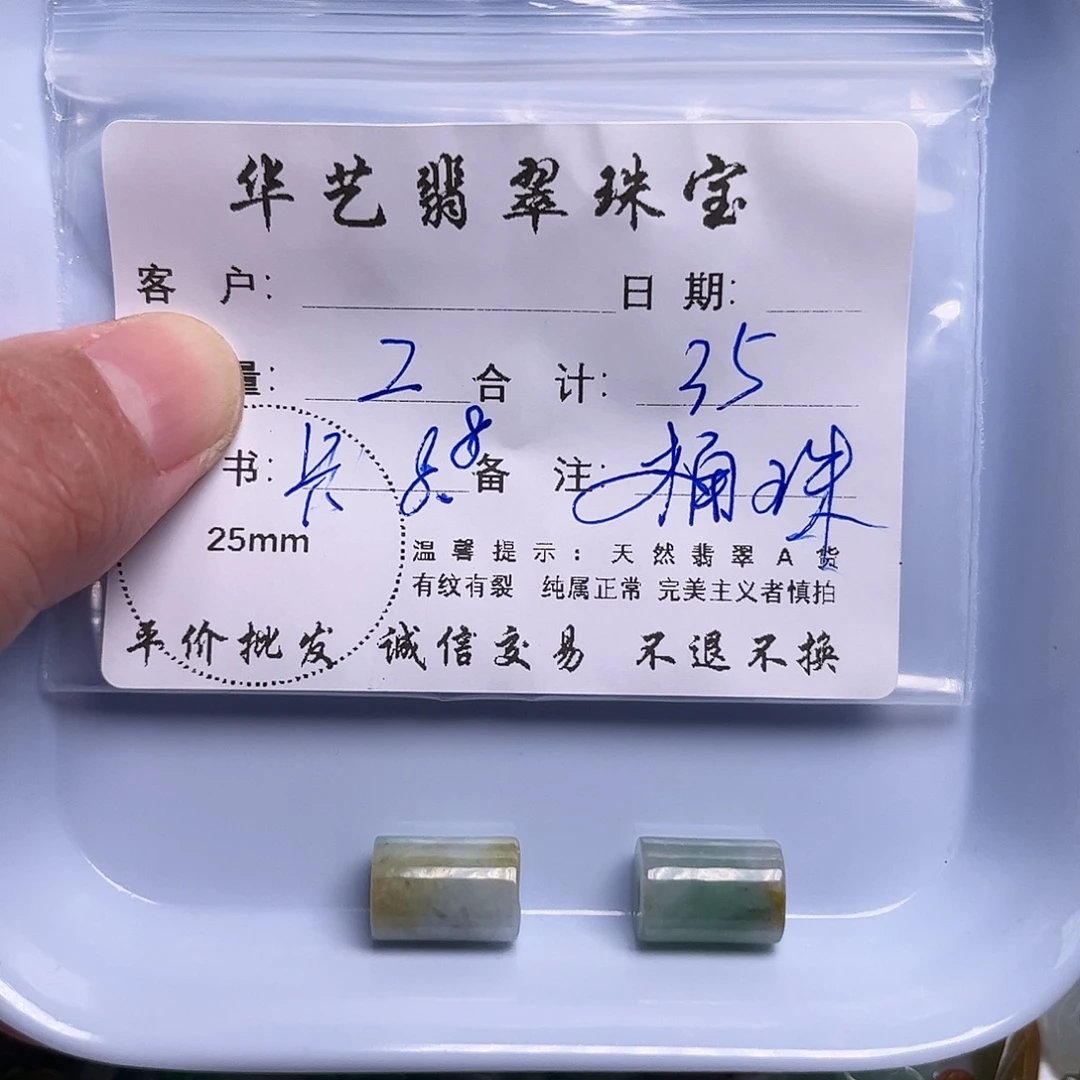 华艺翡翠珠宝
客 户: 日 期:
量: 2 合 计: 35
书: 长 备 注: 桶珠
25mm
温馨提示：天然翡翠A货
有纹有裂 纯属正常 完美主义者慎拍
平价批发 诚信交易 不退不换